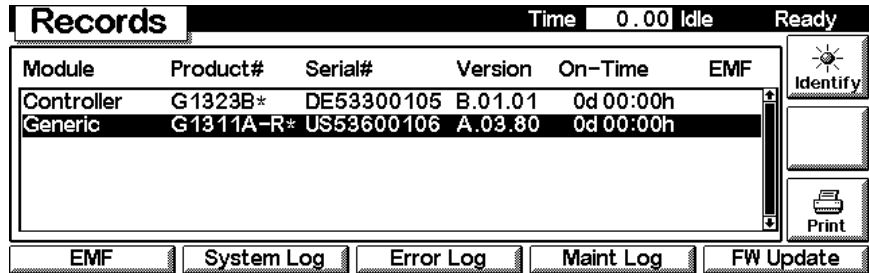 Records Time 0.00 Idle Ready
Module Product# Serial# Version On-Time EMF
Identify
Controller G1323B* DE53300105 B.01.01 0d 00:00h
Generic G1311A-R* US53600106 A.03.80 0d 00:00h
Print
EMF System Log Error Log Maint Log FW Update